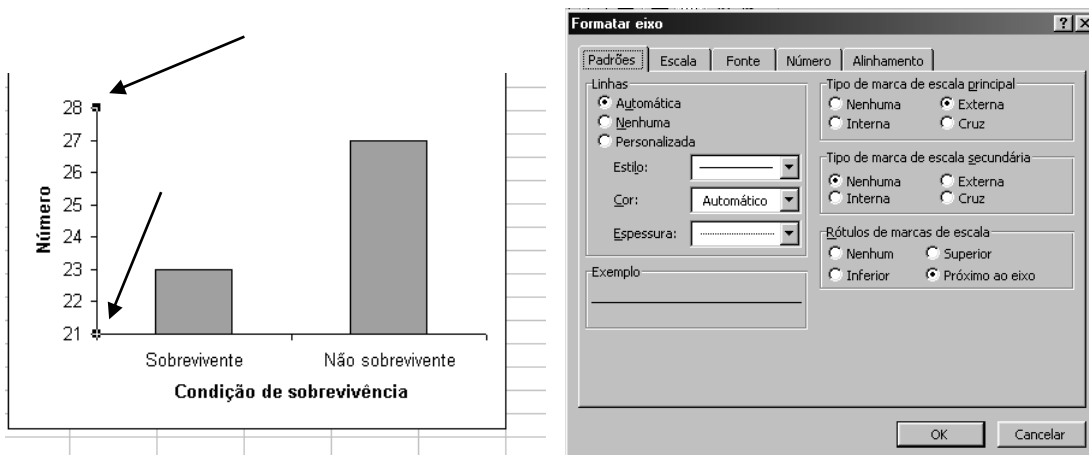 28
27
26
25
24
23
22
21
Número
Sobrevivente
Não sobrevivente
Condição de sobrevivência
Formatar eixo
Padrões
Escala
Fonte
Número
Alinhamento
Linhas
Automática
Nenhuma
Personalizada
Estilo:
Cor:
Automático
Espessura:
Exemplo
Tipo de marca de escala principal
Nenhuma
Externa
Interna
Cruz
Tipo de marca de escala secundária
Nenhuma
Externa
Interna
Cruz
Rótulos de marcas de escala
Nenhum
Superior
Inferior
Próximo ao eixo
OK
Cancelar